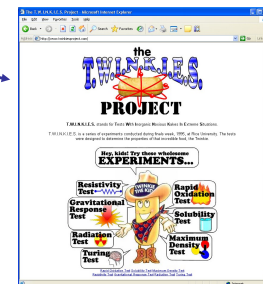 The T.W.I.N.K.I.E.S. Project - Microsoft Internet Explorer
File Edit View Favorites Tools Help
Back Search Favorites
the
T.W.I.N.K.I.E.S.
PROJECT
T.W.I.N.K.I.E.S. stands for Tests With Inorganic Noxious Kakes In Extreme Situations.
T.W.I.N.K.I.E.S. is a series of experiments conducted during finals week, 1995, at Rice University. The tests
were designed to determine the properties of that incredible food, the Twinkie.
Hey, kids! Try these wholesome
EXPERIMENTS...
Resistivity
Test
Gravitational
Response
Test
Radiation
Test
Turing
Test
TWINKIE
THE KID
Rapid
Oxidation
Test
Solubility
Test
Maximum
Density
Test
Rapid Oxidation Test Solubility Test Maximum Density Test
Resistivity Test Gravitational Response Test Radiation Test Turing Test